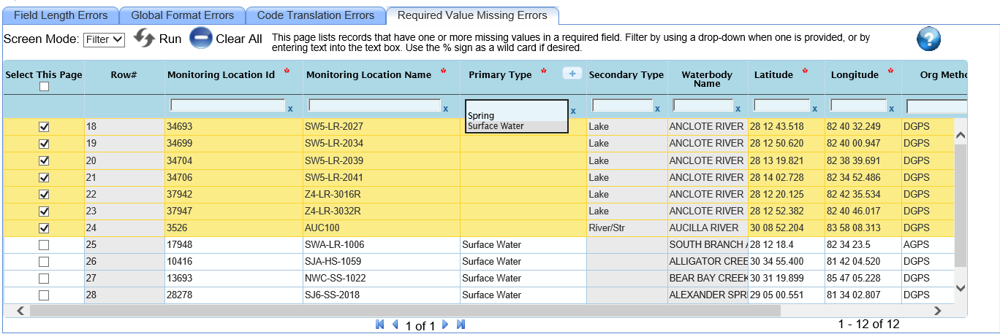 Field Length Errors Global Format Errors Code Translation Errors Required Value Missing Errors
Screen Mode: Filter Run Clear All This page lists records that have one or more missing values in a required field. Filter by using a drop-down when one is provided, or by
entering text into the text box. Use the % sign as a wild card if desired.
?
Select This Page Row# Monitoring Location Id * Monitoring Location Name * Primary Type * + Secondary Type Waterbody Latitude * Longitude * Org Metho
Name
x x x x x x x
Spring
Surface Water
18 34693 SW5-LR-2027 Lake ANCLOTE RIVER 28 12 43.518 82 40 32.249 DGPS
19 34699 SW5-LR-2034 Lake ANCLOTE RIVER 28 12 50.620 82 40 00.947 DGPS
20 34704 SW5-LR-2039 Lake ANCLOTE RIVER 28 13 19.821 82 38 39.691 DGPS
21 34706 SW5-LR-2041 Lake ANCLOTE RIVER 28 14 02.728 82 34 52.486 DGPS
22 37942 Z4-LR-3016R Lake ANCLOTE RIVER 28 12 20.125 82 42 35.534 DGPS
23 37947 Z4-LR-3032R Lake ANCLOTE RIVER 28 12 52.382 82 40 46.017 DGPS
24 3526 AUC100 River/Str AUCILLA RIVER 30 08 52.204 83 58 08.313 DGPS
25 17948 SWA-LR-1006 Surface Water SOUTH BRANCH 28 12 18.4 82 34 23.5 AGPS
26 10416 SJA-HS-1059 Surface Water ALLIGATOR CREE 30 34 55.400 81 42 04.520 DGPS
27 13693 NWC-SS-1022 Surface Water BEAR BAY CREEK 30 31 19.899 85 47 05.228 DGPS
28 28278 SJ6-SS-2018 Surface Water ALEXANDER SPR 29 05 00.551 81 34 02.807 DGPS
1 of 1 1 - 12 of 12